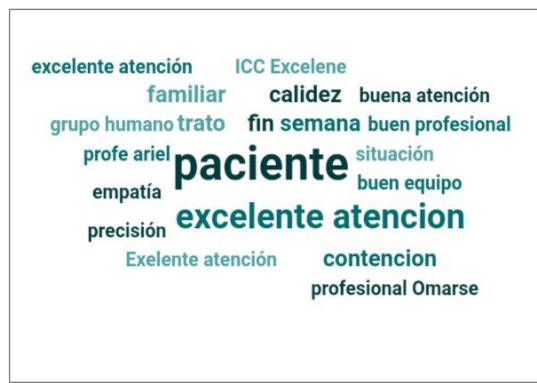 excelente atención ICC Excelene
familiar calidez buena atención
grupo humano trato fin semana buen profesional
profe ariel paciente situación
empatía buen equipo
precisión excelente atencion
Exelente atención contencion
profesional Omarse